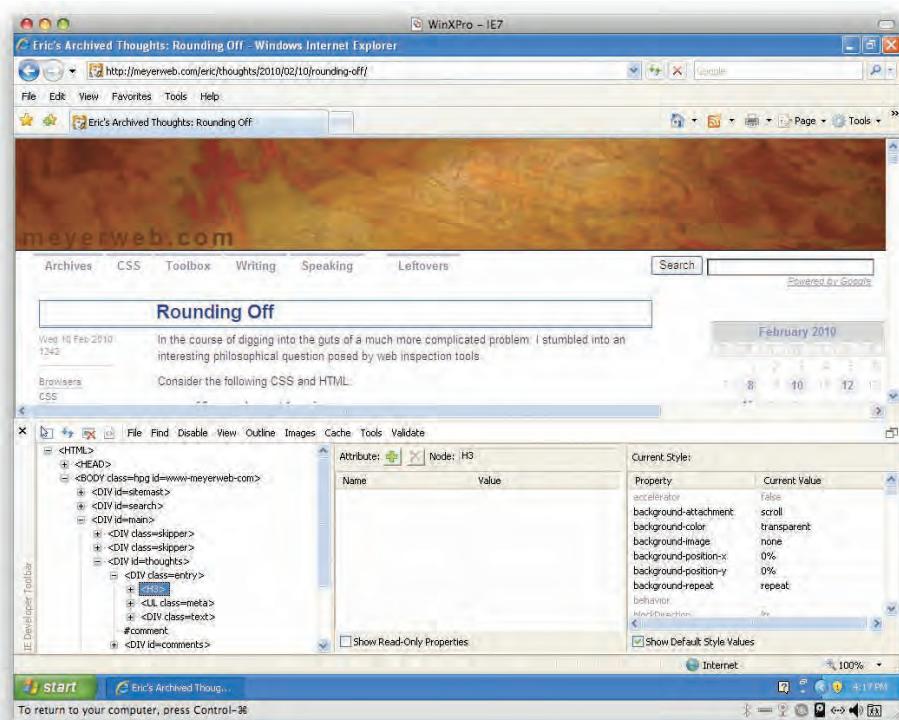 WinXPro - IE7
Eric's Archived Thoughts: Rounding Off - Windows Internet Explorer
http://meyerweb.com/eric/thoughts/2010/02/10/rounding-off/
Google
File Edit View Favorites Tools Help
Eric's Archived Thoughts: Rounding Off
Page Tools »
meyerweb.com
Archives CSS Toolbox Writing Speaking Leftovers
Search
Powered by Google
Rounding Off
Wed 10 Feb 2010
1242
In the course of digging into the guts of a much more complicated problem, I stumbled into an
interesting philosophical question posed by web inspection tools.
Consider the following CSS and HTML:
Browsers
CSS
February 2010
8 10 12
File Find Disable View Outline Images Cache Tools Validate
IE Developer Toolbar
<HTML>
<HEAD>
<BODY class=hpg id=www-meyerweb-com>
<DIV id=sitemast>
<DIV id=search>
<DIV id=main>
<DIV class=skipper>
<DIV class=skipper>
<DIV id=thoughts>
<DIV class=entry>
<H3>
<UL class=meta>
<DIV class=text>
#comment
<DIV id=comments>
Attribute: Node: H3
Name Value
Show Read-Only Properties
Current Style:
Property Current Value
accelerator false
background-attachment scroll
background-color transparent
background-image none
background-position-x 0%
background-position-y 0%
background-repeat repeat
behavior
blockDirection ltr
Show Default Style Values
Internet 100%
start
Eric's Archived Thoug...
4:17 PM
To return to your computer, press Control-⌘